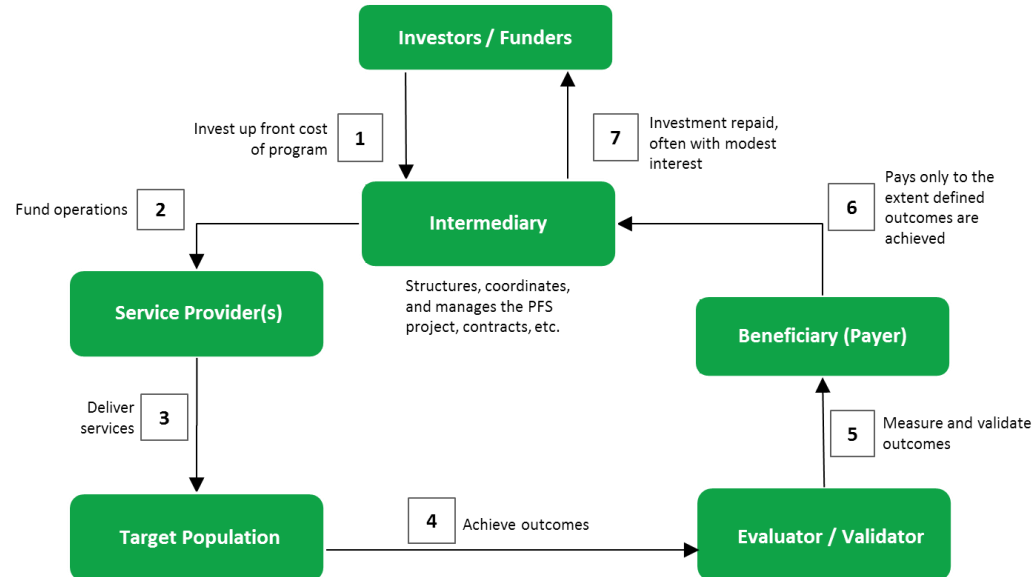 Investors / Funders
Invest up front cost
of program
1
7
Investment repaid,
often with modest
interest
Fund operations
2
Intermediary
6
Pays only to the
extent defined
outcomes are
achieved
Structures, coordinates,
and manages the PFS
project, contracts, etc.
Service Provider(s)
Beneficiary (Payer)
Deliver
services
3
5
Measure and validate
outcomes
Target Population
4
Achieve outcomes
Evaluator / Validator